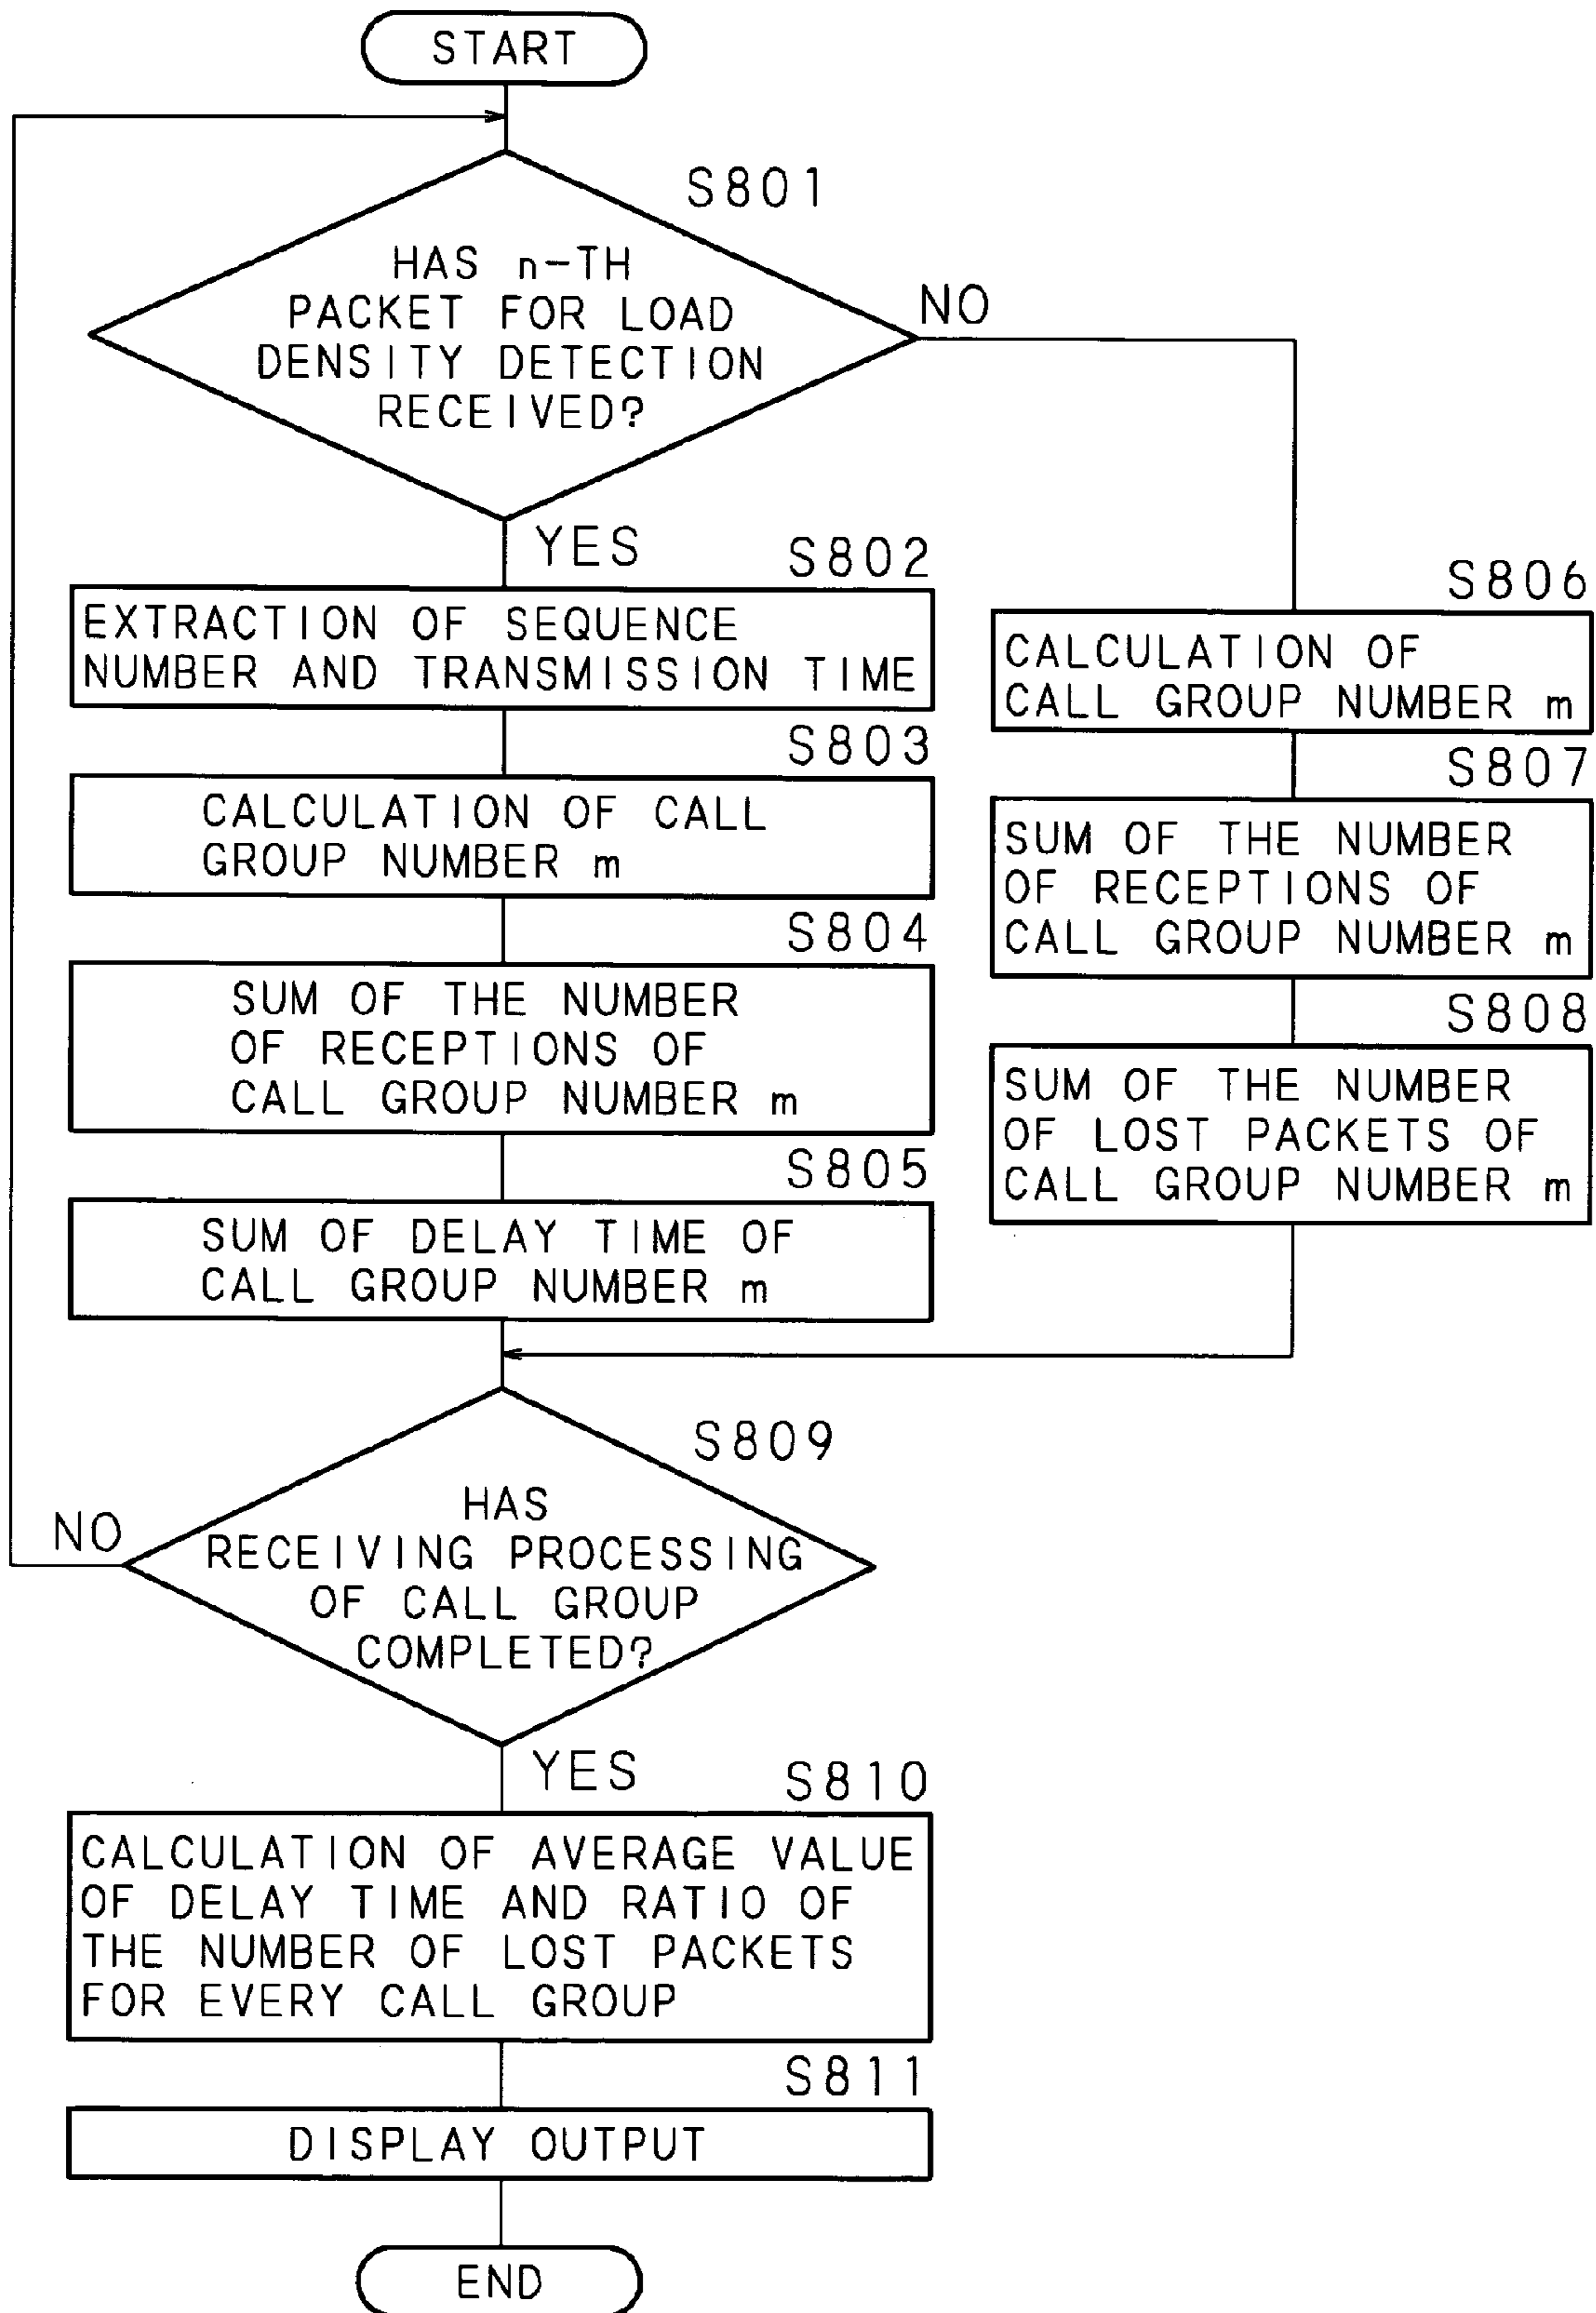 START
S801
HAS n-TH
PACKET FOR LOAD
DENSITY DETECTION
RECEIVED?
NO
YES
S802
EXTRACTION OF SEQUENCE
NUMBER AND TRANSMISSION TIME
S803
CALCULATION OF CALL
GROUP NUMBER m
S804
SUM OF THE NUMBER
OF RECEPTIONS OF
CALL GROUP NUMBER m
S805
SUM OF DELAY TIME OF
CALL GROUP NUMBER m
S806
CALCULATION OF
CALL GROUP NUMBER m
S807
SUM OF THE NUMBER
OF RECEPTIONS OF
CALL GROUP NUMBER m
S808
SUM OF THE NUMBER
OF LOST PACKETS OF
CALL GROUP NUMBER m
S809
HAS
RECEIVING PROCESSING
OF CALL GROUP
COMPLETED?
NO
YES
S810
CALCULATION OF AVERAGE VALUE
OF DELAY TIME AND RATIO OF
THE NUMBER OF LOST PACKETS
FOR EVERY CALL GROUP
S811
DISPLAY OUTPUT
END